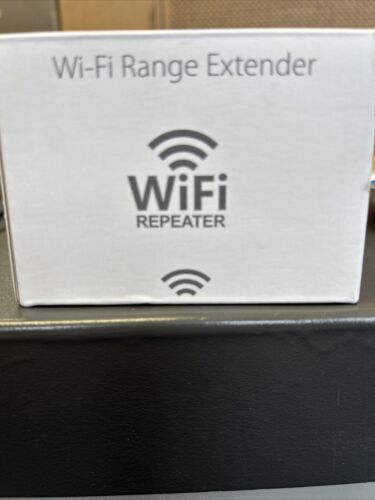 Wi-Fi Range Extender
WiFi
REPEATER